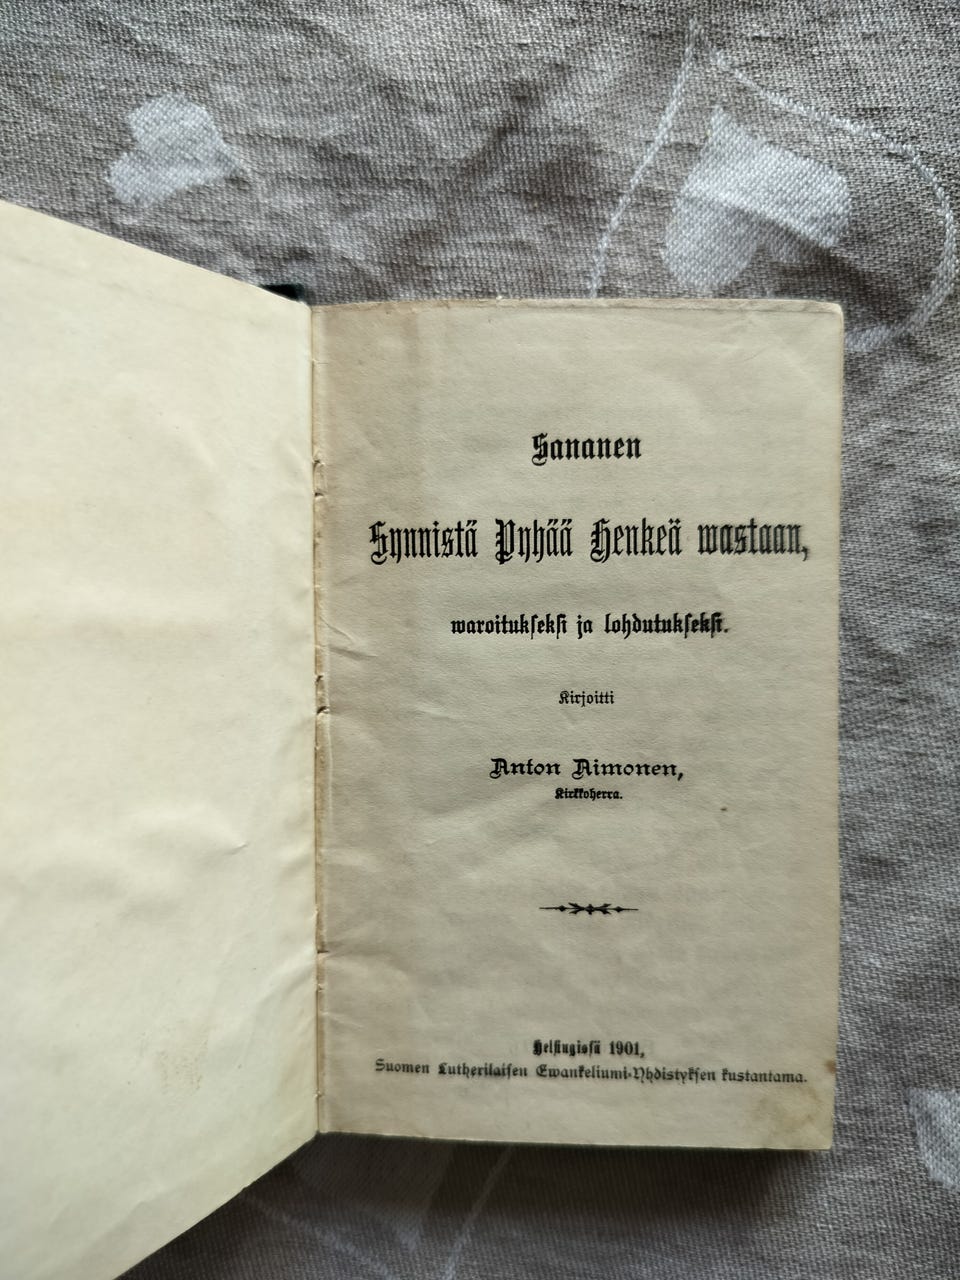 Sananen
Synnistä Pyhää Henkeä wastaan,
waroitukseksi ja lohdutukseksi.
Kirjoitti
Anton Aimonen,
Kirkkoherra.
Helsingissä 1901,
Suomen Lutherilaisen Ewankeliumi-Yhdistyksen kustantama.